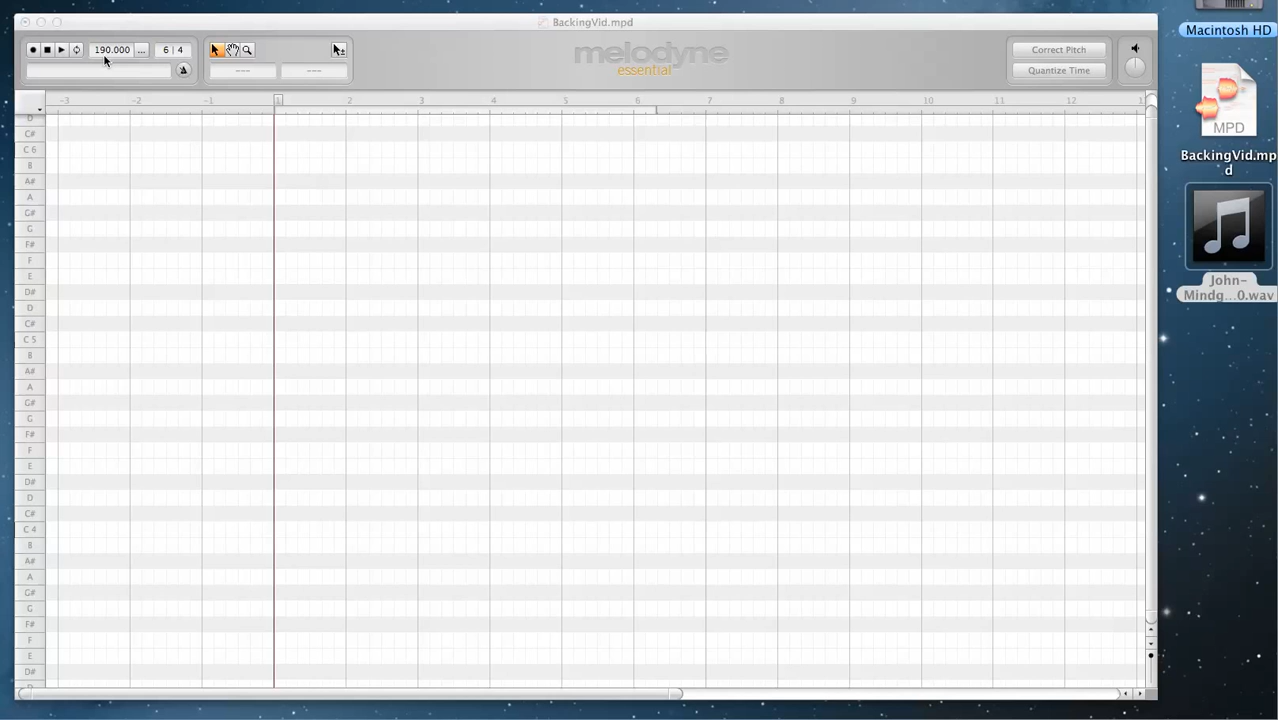 BackingVid.mpd
190.000 ... 6 | 4
--- ---
melodyne
essential
Correct Pitch
Quantize Time
-3 -2 -1 1 2 3 4 5 6 7 8 9 10 11 12
D
C#
C 6
B
A#
A
G#
G
F#
F
E
D#
D
C#
C 5
B
A#
A
G#
G
F#
F
E
D#
D
C#
C 4
B
A#
A
G#
G
F#
F
E
D#
Macintosh HD
MPD
BackingVid.mp
d
John-
Mindg...0.wav